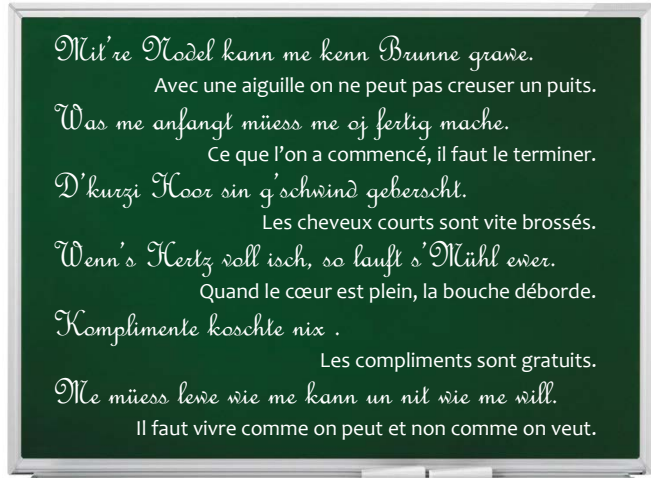 Mit're Nodel kann me kenn Brunne grawe.
Avec une aiguille on ne peut pas creuser un puits.
Was me anfangt müess me oj fertig mache.
Ce que l'on a commencé, il faut le terminer.
D'kurzi Hoor sin g'schwind geberscht.
Les cheveux courts sont vite brossés.
Wenn's Hertz voll isch, so lauft s'Mühl ewer.
Quand le cœur est plein, la bouche déborde.
Komplimente koschte nix .
Les compliments sont gratuits.
Me müess lewe wie me kann un nit wie me will.
Il faut vivre comme on peut et non comme on veut.